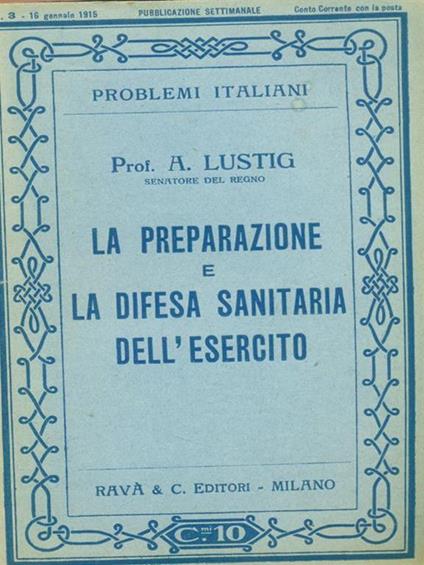 . 3 - 16 gennaio 1915 PUBBLICAZIONE SETTIMANALE Conto Corrente con la posta
PROBLEMI ITALIANI
Prof. A. LUSTIG
SENATORE DEL REGNO
LA PREPARAZIONE
E
LA DIFESA SANITARIA
DELL'ESERCITO
RAVÀ & C. EDITORI - MILANO
C.mi 10